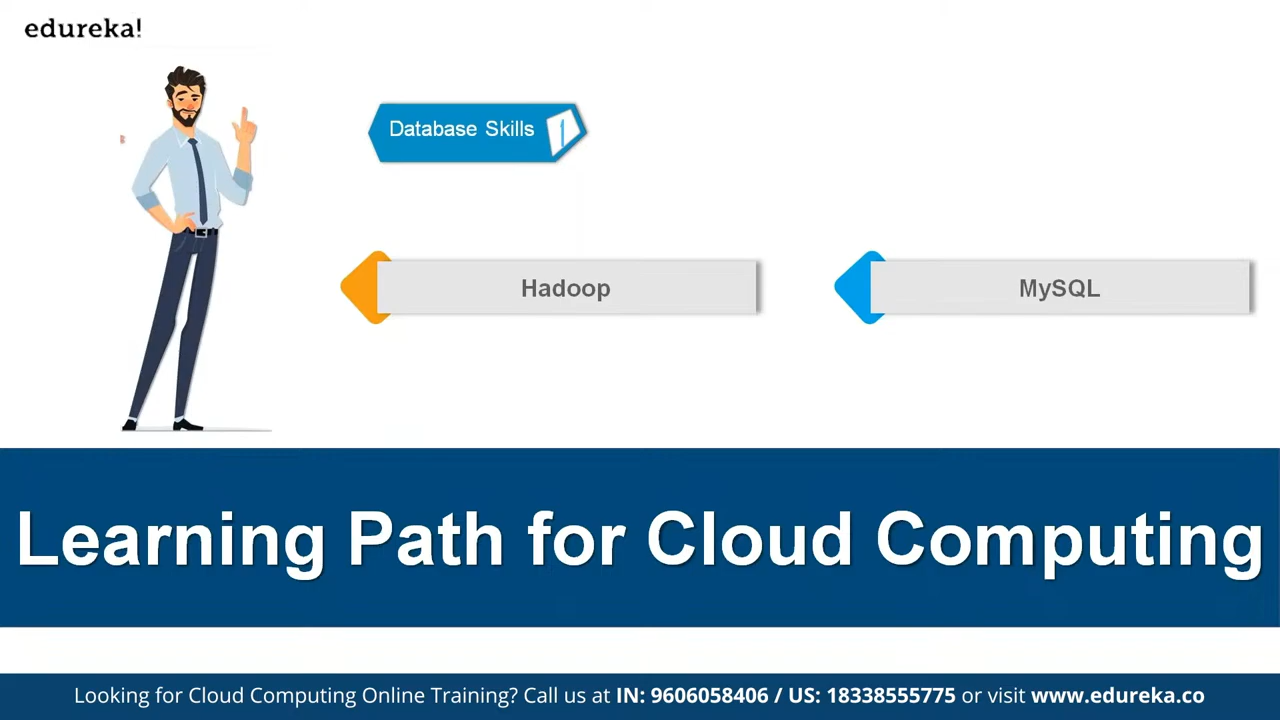 edureka!
Database Skills 1
Hadoop
MySQL
Learning Path for Cloud Computing
Looking for Cloud Computing Online Training? Call us at IN: 9606058406 / US: 18338555775 or visit www.edureka.co